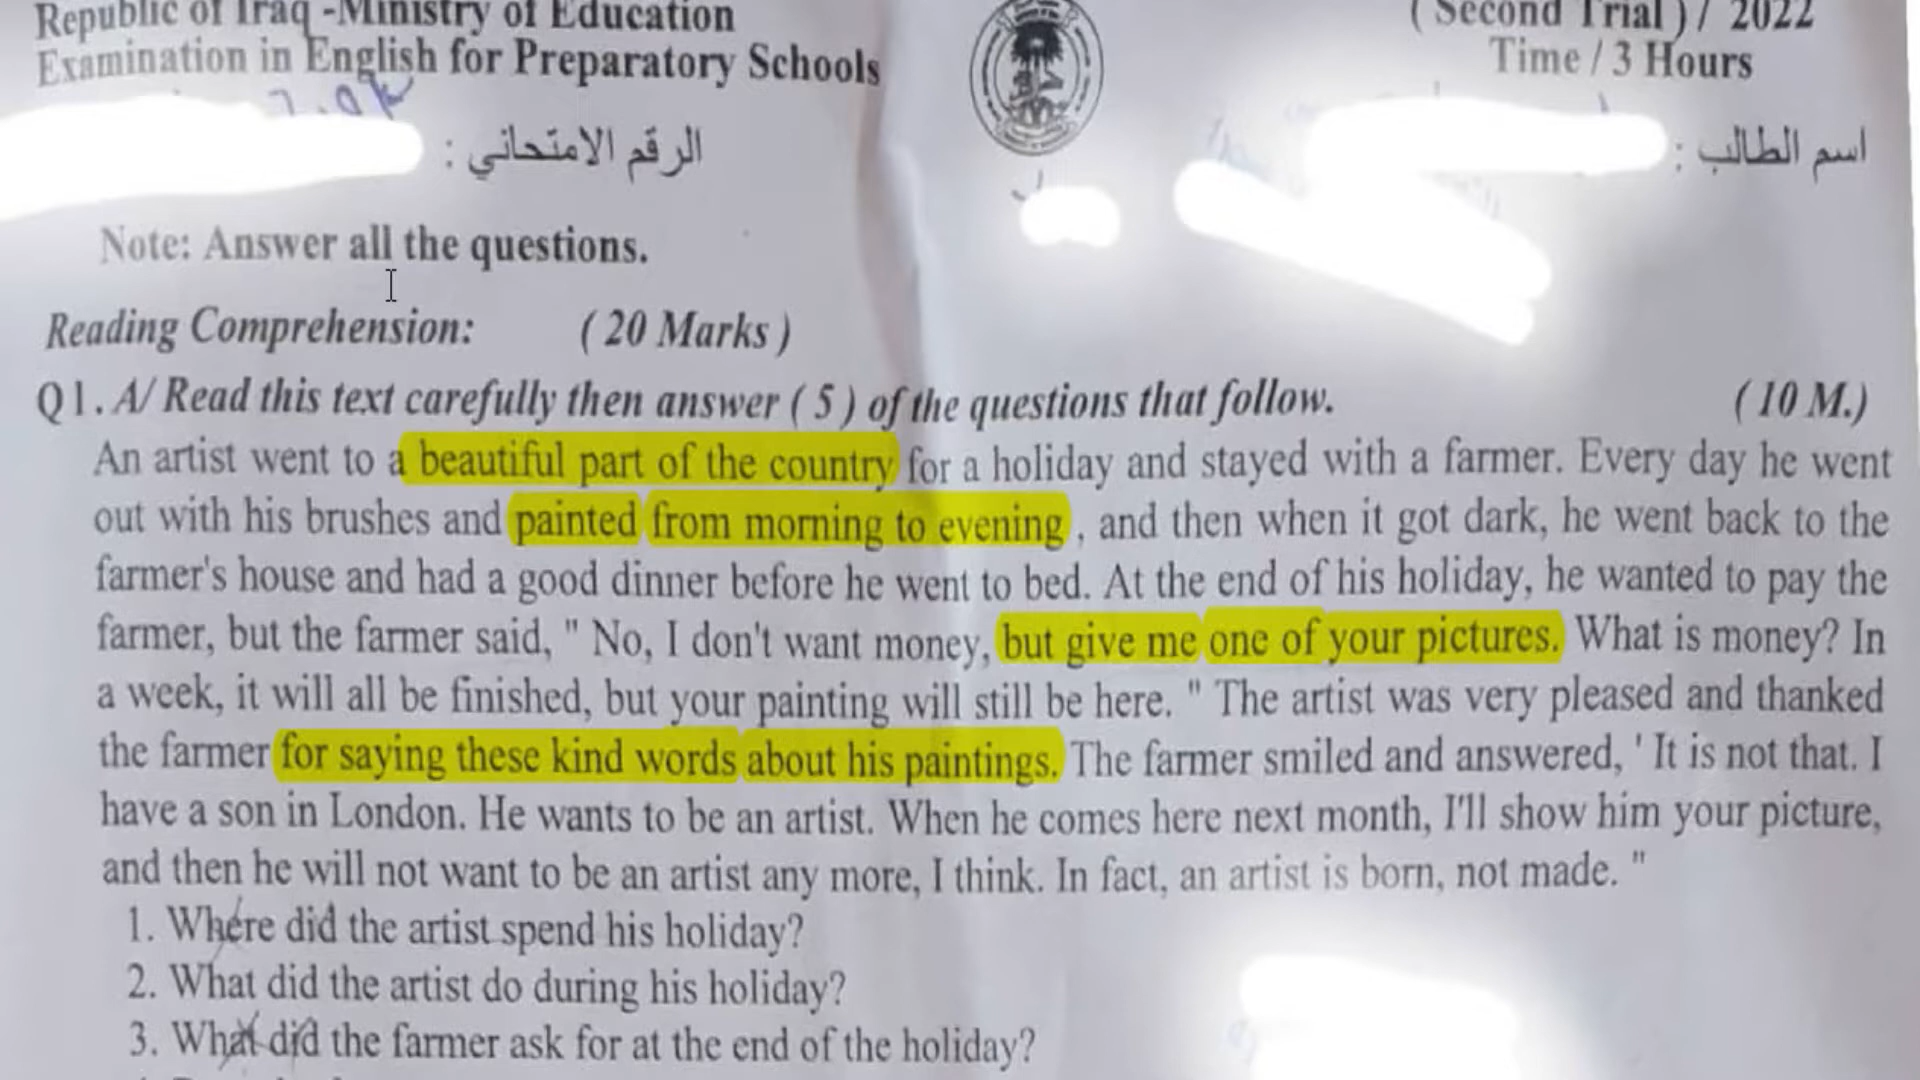 Republic of Iraq -Ministry of Education
Examination in English for Preparatory Schools
( Second Trial ) / 2022
Time / 3 Hours
الرقم الامتحاني :
اسم الطالب :
Note: Answer all the questions.
Reading Comprehension: ( 20 Marks )
Q1. A/ Read this text carefully then answer ( 5 ) of the questions that follow. ( 10 M.)
An artist went to a beautiful part of the country for a holiday and stayed with a farmer. Every day he went
out with his brushes and painted from morning to evening , and then when it got dark, he went back to the
farmer's house and had a good dinner before he went to bed. At the end of his holiday, he wanted to pay the
farmer, but the farmer said, " No, I don't want money, but give me one of your pictures. What is money? In
a week, it will all be finished, but your painting will still be here. " The artist was very pleased and thanked
the farmer for saying these kind words about his paintings. The farmer smiled and answered, ' It is not that. I
have a son in London. He wants to be an artist. When he comes here next month, I'll show him your picture,
and then he will not want to be an artist any more, I think. In fact, an artist is born, not made. "
1. Where did the artist spend his holiday?
2. What did the artist do during his holiday?
3. What did the farmer ask for at the end of the holiday?